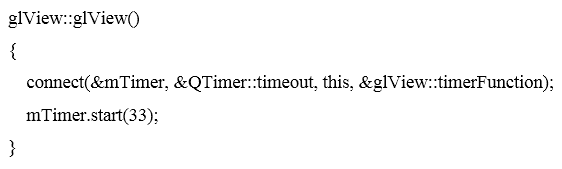 glView::glView()
{
connect(&mTimer, &QTimer::timeout, this, &glView::timerFunction);
mTimer.start(33);
}